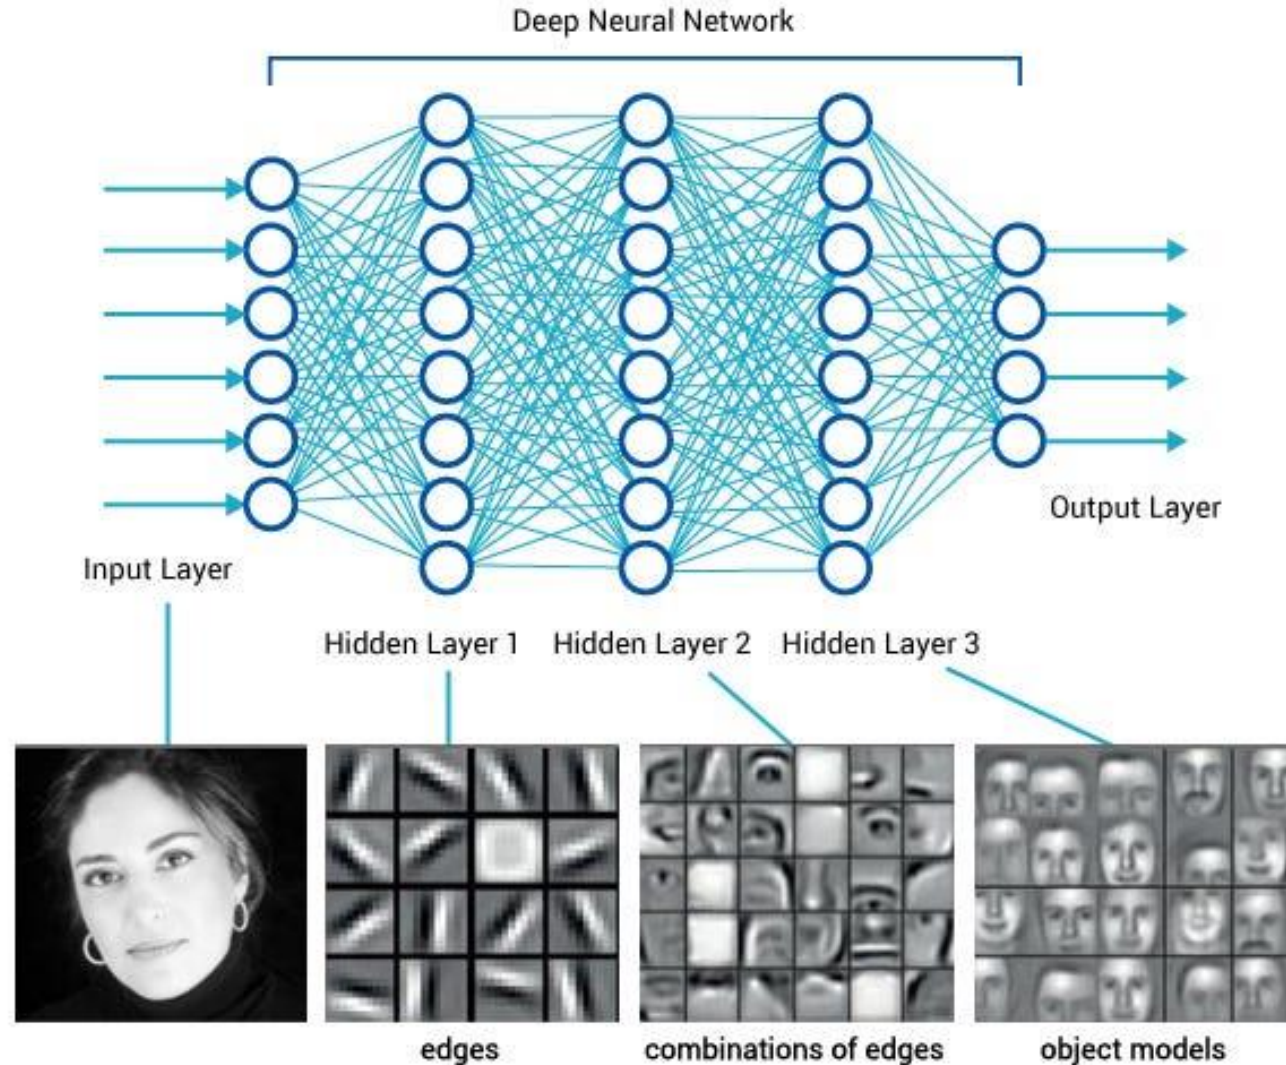 Deep Neural Network
Output Layer
Input Layer
Hidden Layer 1
Hidden Layer 2
Hidden Layer 3
edges
combinations of edges
object models